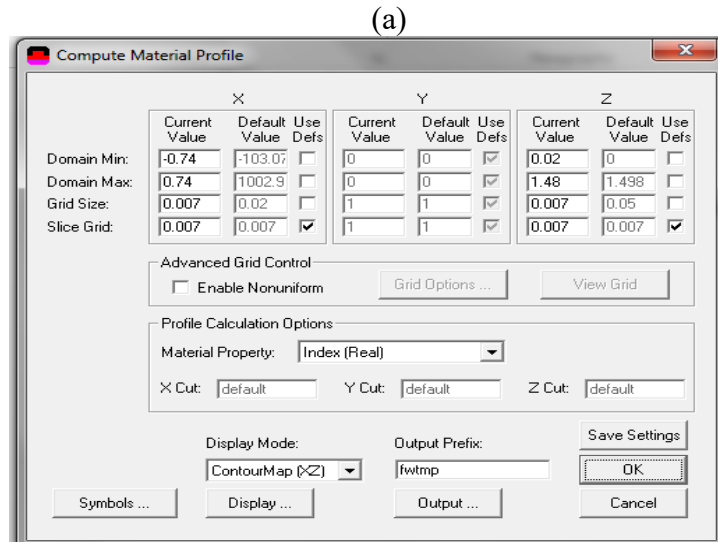 (a)
Compute Material Profile
X Y Z
Current Value Default Value Use Defs Current Value Default Value Use Defs Current Value Default Value Use Defs
Domain Min: -0.74 -103.07 0 0 0.02 0
Domain Max: 0.74 1002.9 0 0 1.48 1.498
Grid Size: 0.007 0.02 1 1 0.007 0.05
Slice Grid: 0.007 0.007 1 1 0.007 0.007
Advanced Grid Control
Enable Nonuniform Grid Options ... View Grid
Profile Calculation Options
Material Property: Index (Real)
X Cut: default Y Cut: default Z Cut: default
Display Mode: Output Prefix: Save Settings
ContourMap (XZ) fwtmp OK
Symbols ... Display ... Output ... Cancel